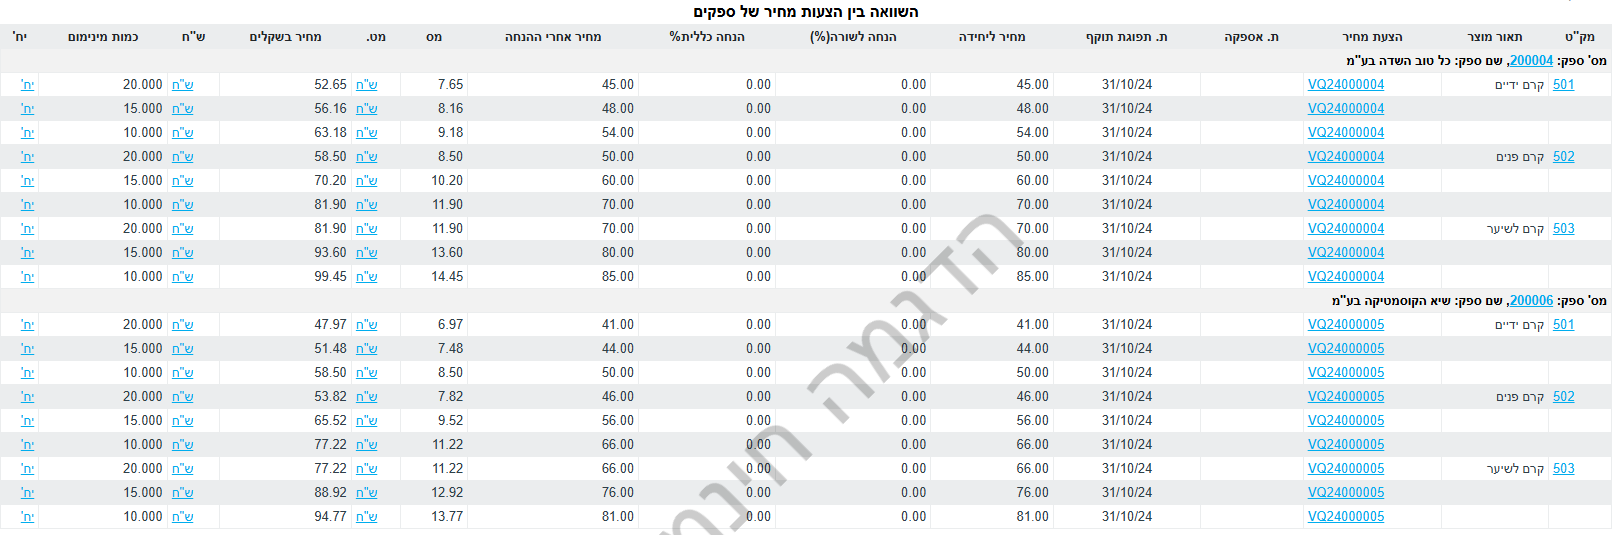 השוואה בין הצעות מחיר של ספקים
מק"ט תאור מוצר הצעת מחיר ת. אספקה ת. תפוגת תוקף מחיר ליחידה הנחה לשורה(%) הנחה כללית% מחיר אחרי ההנחה מס מחיר בשקלים מט. ש"ח כמות מינימום יח'
מס' ספק: 200004, שם ספק: כל טוב השדה בע"מ
501 קרם ידיים VQ24000004 31/10/24 45.00 0.00 0.00 45.00 7.65 52.65 ש"ח ש"ח 20.000 יח'
VQ24000004 31/10/24 48.00 0.00 0.00 48.00 8.16 56.16 ש"ח ש"ח 15.000 יח'
VQ24000004 31/10/24 54.00 0.00 0.00 54.00 9.18 63.18 ש"ח ש"ח 10.000 יח'
502 קרם פנים VQ24000004 31/10/24 50.00 0.00 0.00 50.00 8.50 58.50 ש"ח ש"ח 20.000 יח'
VQ24000004 31/10/24 60.00 0.00 0.00 60.00 10.20 70.20 ש"ח ש"ח 15.000 יח'
VQ24000004 31/10/24 70.00 0.00 0.00 70.00 11.90 81.90 ש"ח ש"ח 10.000 יח'
503 קרם לשיער VQ24000004 31/10/24 70.00 0.00 0.00 70.00 11.90 81.90 ש"ח ש"ח 20.000 יח'
VQ24000004 31/10/24 80.00 0.00 0.00 80.00 13.60 93.60 ש"ח ש"ח 15.000 יח'
VQ24000004 31/10/24 85.00 0.00 0.00 85.00 14.45 99.45 ש"ח ש"ח 10.000 יח'
מס' ספק: 200006, שם ספק: שיא הקוסמטיקה בע"מ
501 קרם ידיים VQ24000005 31/10/24 41.00 0.00 0.00 41.00 6.97 47.97 ש"ח ש"ח 20.000 יח'
VQ24000005 31/10/24 44.00 0.00 0.00 44.00 7.48 51.48 ש"ח ש"ח 15.000 יח'
VQ24000005 31/10/24 50.00 0.00 0.00 50.00 8.50 58.50 ש"ח ש"ח 10.000 יח'
502 קרם פנים VQ24000005 31/10/24 46.00 0.00 0.00 46.00 7.82 53.82 ש"ח ש"ח 20.000 יח'
VQ24000005 31/10/24 56.00 0.00 0.00 56.00 9.52 65.52 ש"ח ש"ח 15.000 יח'
VQ24000005 31/10/24 66.00 0.00 0.00 66.00 11.22 77.22 ש"ח ש"ח 10.000 יח'
503 קרם לשיער VQ24000005 31/10/24 66.00 0.00 0.00 66.00 11.22 77.22 ש"ח ש"ח 20.000 יח'
VQ24000005 31/10/24 76.00 0.00 0.00 76.00 12.92 88.92 ש"ח ש"ח 15.000 יח'
VQ24000005 31/10/24 81.00 0.00 0.00 81.00 13.77 94.77 ש"ח ש"ח 10.000 יח'
הדגמה